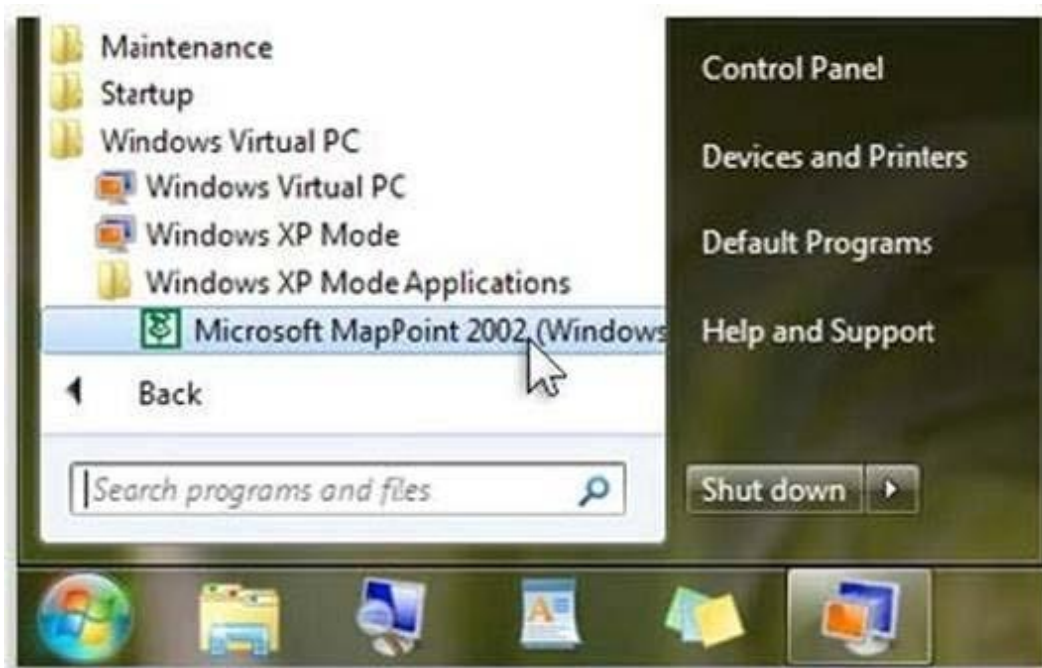 Maintenance
Startup
Windows Virtual PC
Windows Virtual PC
Windows XP Mode
Windows XP Mode Applications
Microsoft MapPoint 2002 (Windows
Back
Search programs and files
Control Panel
Devices and Printers
Default Programs
Help and Support
Shut down